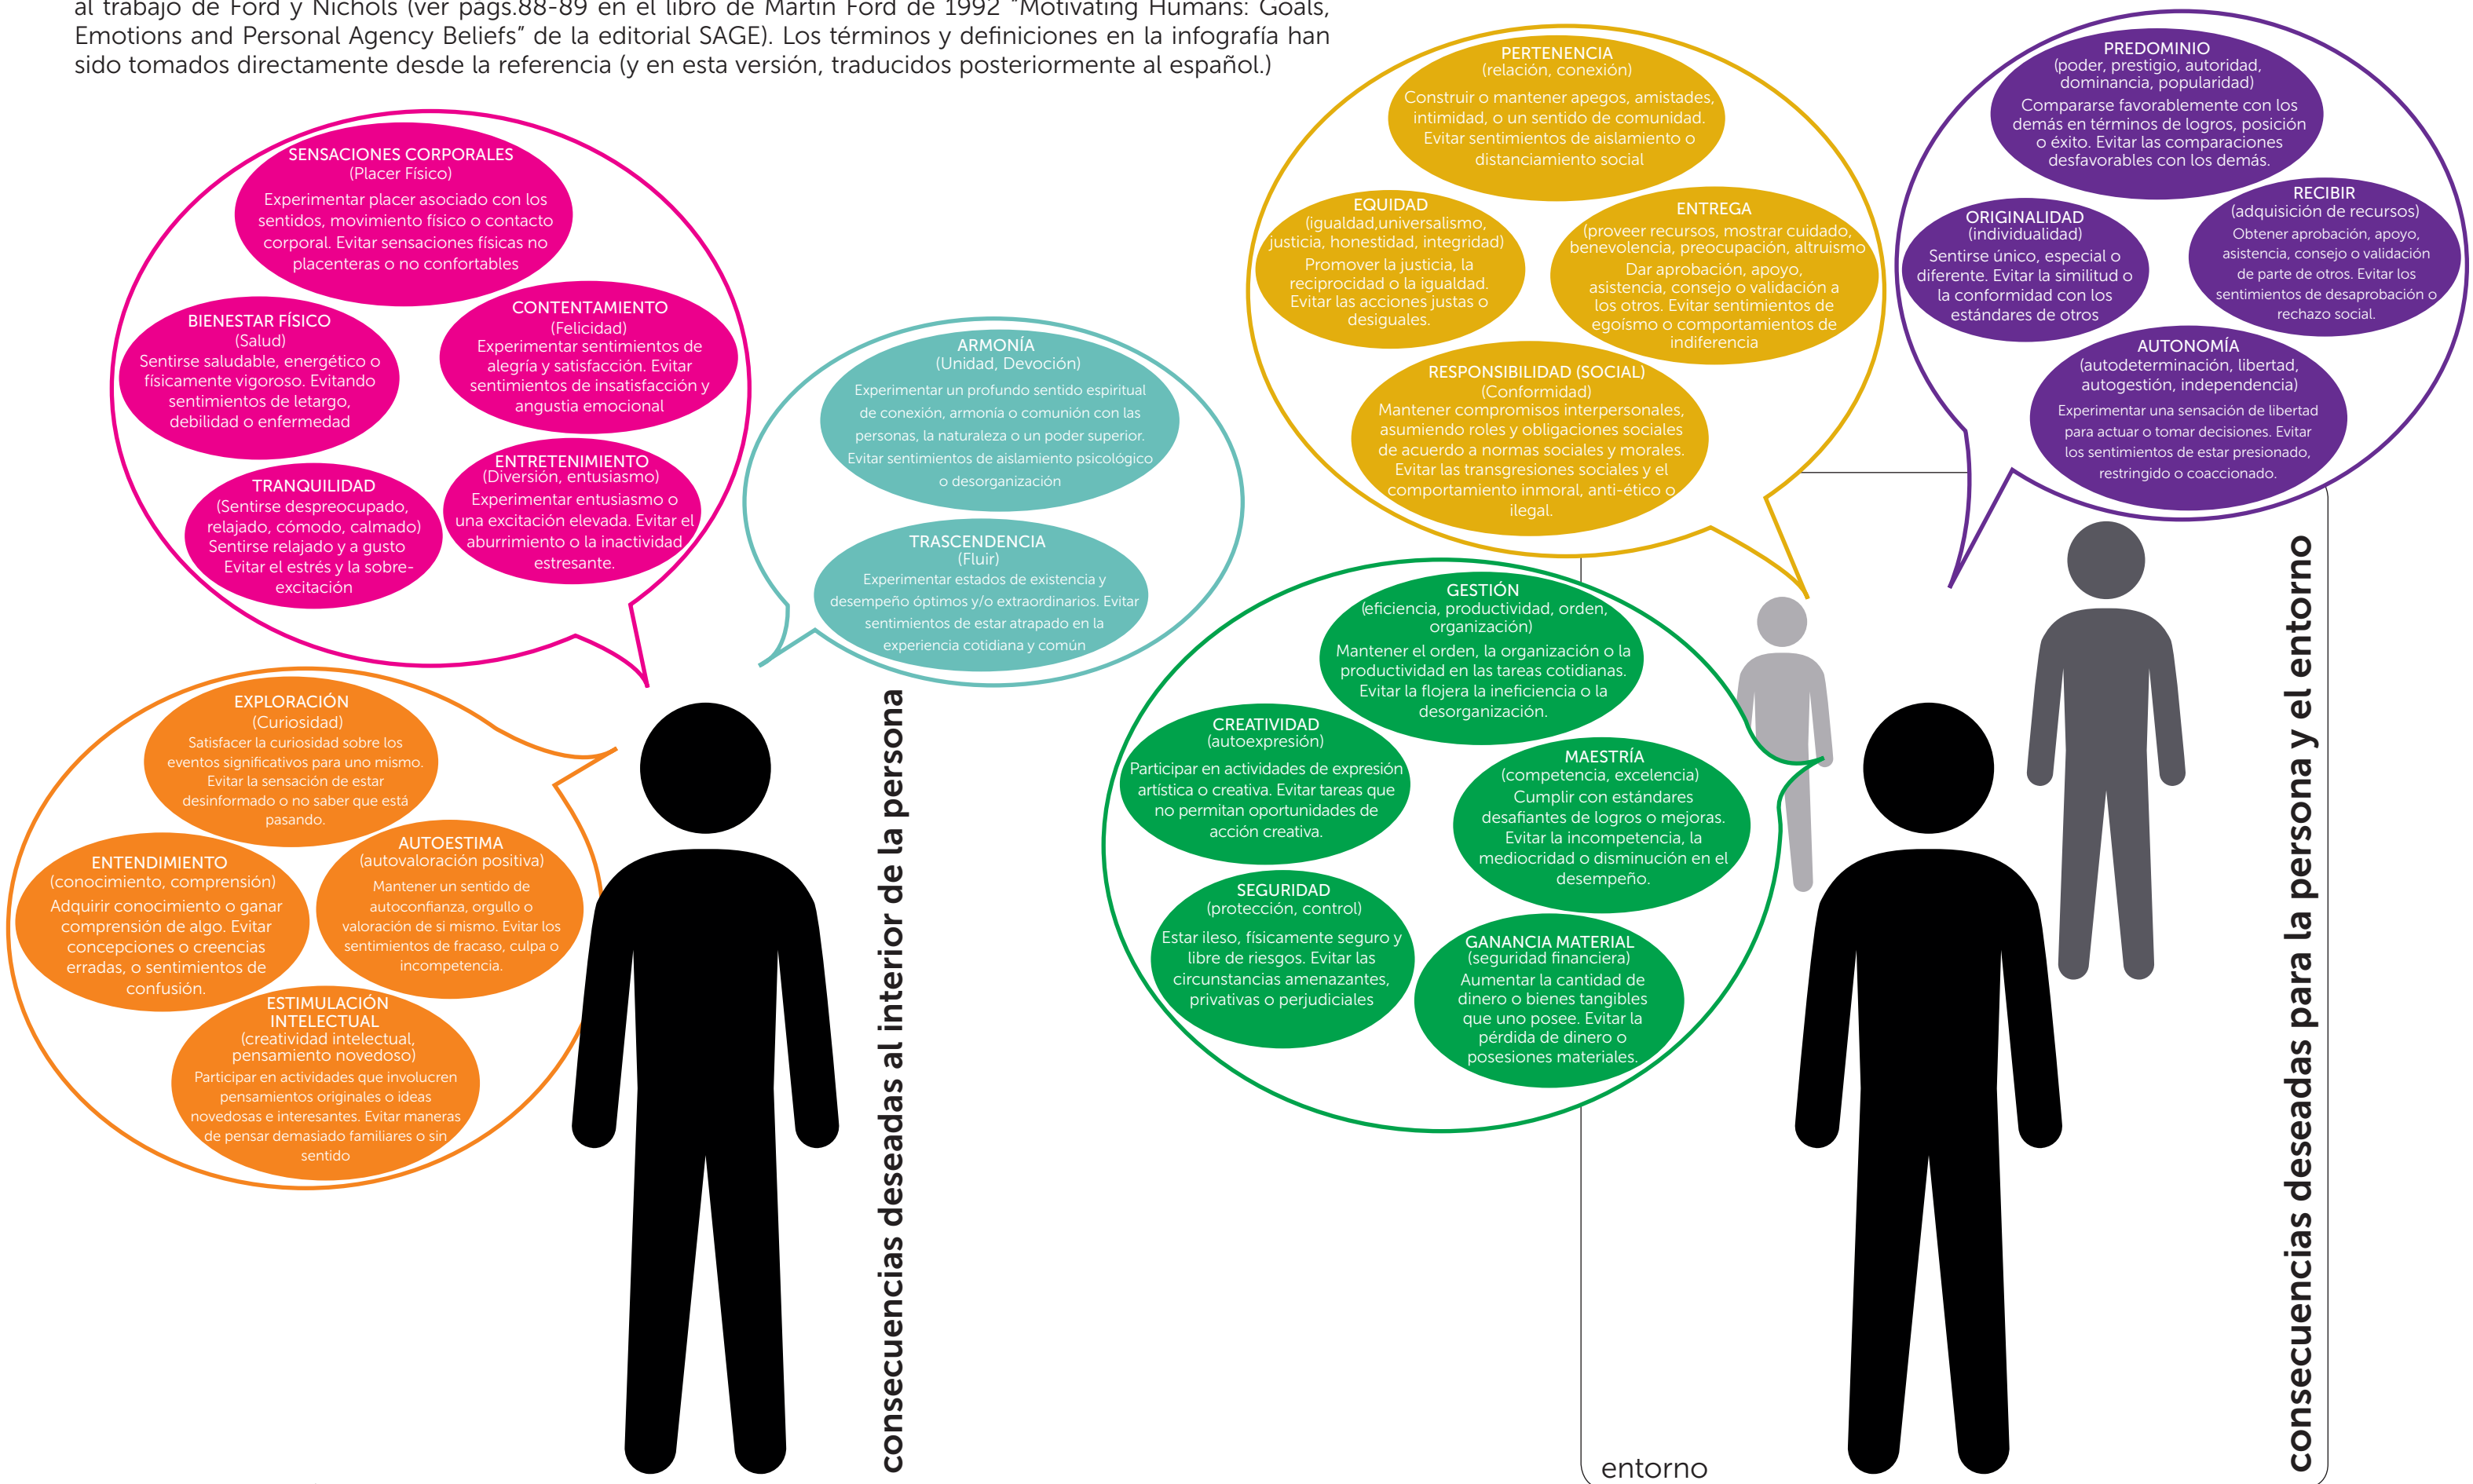 al trabajo de Ford y Nichols (ver pags.88-89 en el libro de Martin Ford de 1992 "Motivating Humans: Goals,
Emotions and Personal Agency Beliefs" de la editorial SAGE). Los términos y definiciones en la infografía han
sido tomados directamente desde la referencia (y en esta versión, traducidos posteriormente al español.)
SENSACIONES CORPORALES
(Placer Físico)
Experimentar placer asociado con los
sentidos, movimiento físico o contacto
corporal. Evitar sensaciones físicas no
placenteras o no confortables
BIENESTAR FÍSICO
(Salud)
Sentirse saludable, energético o
físicamente vigoroso. Evitando
sentimientos de letargo,
debilidad o enfermedad
CONTENTAMIENTO
(Felicidad)
Experimentar sentimientos de
alegría y satisfacción. Evitar
sentimientos de insatisfacción y
angustia emocional
TRANQUILIDAD
(Sentirse despreocupado,
relajado, cómodo, calmado)
Sentirse relajado y a gusto
Evitar el estrés y la sobre-
excitación
ENTRETENIMIENTO
(Diversión, entusiasmo)
Experimentar entusiasmo o
una excitación elevada. Evitar el
aburrimiento o la inactividad
estresante.
ARMONÍA
(Unidad, Devoción)
Experimentar un profundo sentido espiritual
de conexión, armonía o comunión con las
personas, la naturaleza o un poder superior.
Evitar sentimientos de aislamiento psicológico
o desorganización
TRASCENDENCIA
(Fluir)
Experimentar estados de existencia y
desempeño óptimos y/o extraordinarios. Evitar
sentimientos de estar atrapado en la
experiencia cotidiana y común
EXPLORACIÓN
(Curiosidad)
Satisfacer la curiosidad sobre los
eventos significativos para uno mismo.
Evitar la sensación de estar
desinformado o no saber que está
pasando.
ENTENDIMIENTO
(conocimiento, comprensión)
Adquirir conocimiento o ganar
comprensión de algo. Evitar
concepciones o creencias
erradas, o sentimientos de
confusión.
AUTOESTIMA
(autovaloración positiva)
Mantener un sentido de
autoconfianza, orgullo o
valoración de si mismo. Evitar los
sentimientos de fracaso, culpa o
incompetencia.
ESTIMULACIÓN
INTELECTUAL
(creatividad intelectual,
pensamiento novedoso)
Participar en actividades que involucren
pensamientos originales o ideas
novedosas e interesantes. Evitar maneras
de pensar demasiado familiares o sin
sentido
consecuencias deseadas al interior de la persona
PERTENENCIA
(relación, conexión)
Construir o mantener apegos, amistades,
intimidad, o un sentido de comunidad.
Evitar sentimientos de aislamiento o
distanciamiento social
EQUIDAD
(igualdad,universalismo,
justicia, honestidad, integridad)
Promover la justicia, la
reciprocidad o la igualdad.
Evitar las acciones justas o
desiguales.
ENTREGA
(proveer recursos, mostrar cuidado,
benevolencia, preocupación, altruismo
Dar aprobación, apoyo,
asistencia, consejo o validación a
los otros. Evitar sentimientos de
egoísmo o comportamientos de
indiferencia
RESPONSIBILIDAD (SOCIAL)
(Conformidad)
Mantener compromisos interpersonales,
asumiendo roles y obligaciones sociales
de acuerdo a normas sociales y morales.
Evitar las transgresiones sociales y el
comportamiento inmoral, anti-ético o
ilegal.
PREDOMINIO
(poder, prestigio, autoridad,
dominancia, popularidad)
Compararse favorablemente con los
demás en términos de logros, posición
o éxito. Evitar las comparaciones
desfavorables con los demás.
ORIGINALIDAD
(individualidad)
Sentirse único, especial o
diferente. Evitar la similitud o
la conformidad con los
estándares de otros
RECIBIR
(adquisición de recursos)
Obtener aprobación, apoyo,
asistencia, consejo o validación
de parte de otros. Evitar los
sentimientos de desaprobación o
rechazo social.
AUTONOMÍA
(autodeterminación, libertad,
autogestión, independencia)
Experimentar una sensación de libertad
para actuar o tomar decisiones. Evitar
los sentimientos de estar presionado,
restringido o coaccionado.
GESTIÓN
(eficiencia, productividad, orden,
organización)
Mantener el orden, la organización o la
productividad en las tareas cotidianas.
Evitar la flojera la ineficiencia o la
desorganización.
CREATIVIDAD
(autoexpresión)
Participar en actividades de expresión
artística o creativa. Evitar tareas que
no permitan oportunidades de
acción creativa.
MAESTRÍA
(competencia, excelencia)
Cumplir con estándares
desafiantes de logros o mejoras.
Evitar la incompetencia, la
mediocridad o disminución en el
desempeño.
SEGURIDAD
(protección, control)
Estar ileso, físicamente seguro y
libre de riesgos. Evitar las
circunstancias amenazantes,
privativas o perjudiciales
GANANCIA MATERIAL
(seguridad financiera)
Aumentar la cantidad de
dinero o bienes tangibles
que uno posee. Evitar la
pérdida de dinero o
posesiones materiales.
consecuencias deseadas para la persona y el entorno
entorno